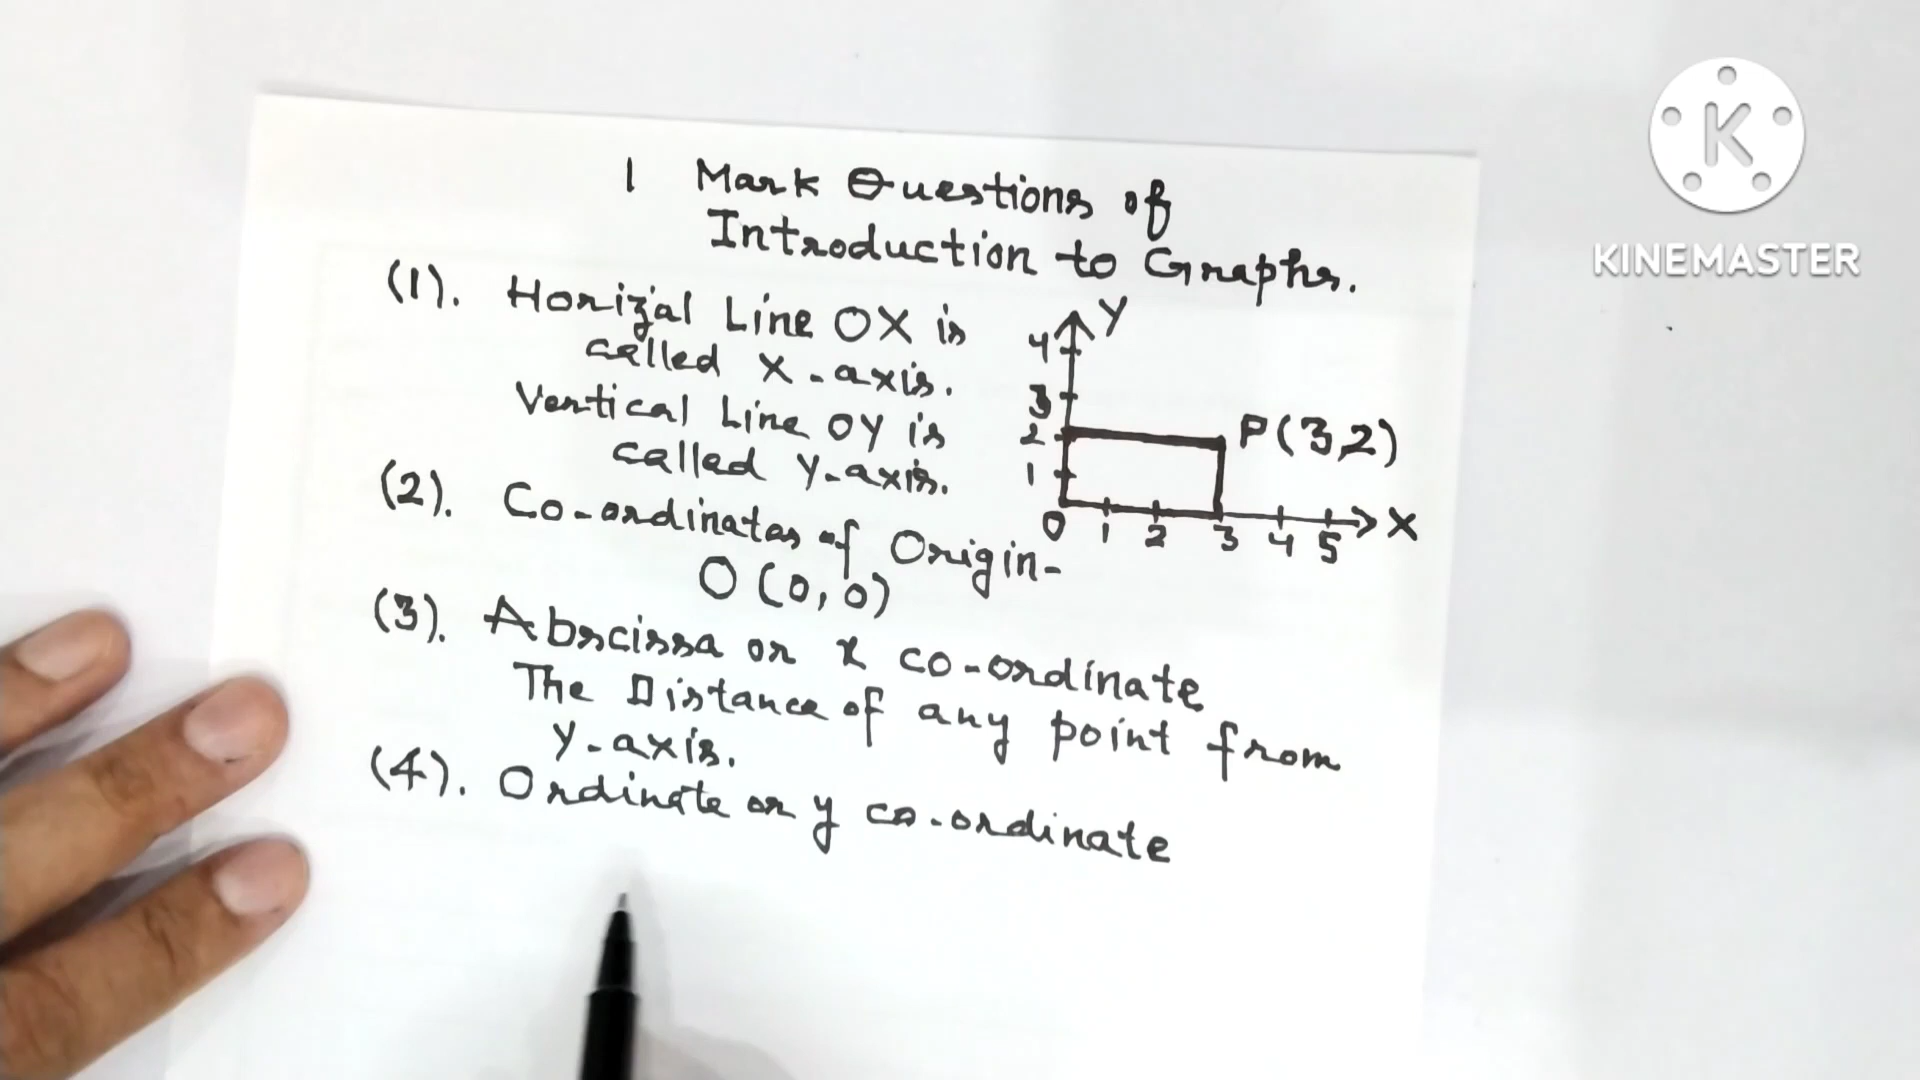 1 Mark Questions of
Introduction to Graphs.
(1). Horizal Line OX is
called X-axis.
Vertical Line OY is
called Y-axis.
(2). Co-ordinates of Origin-
O (0,0)
(3). Abscissa or x co-ordinate
The Distance of any point from
Y-axis.
(4). Ordinate or y co-ordinate
Y
4
3
2
1
P(3,2)
0 1 2 3 4 5 X
K
KINEMASTER